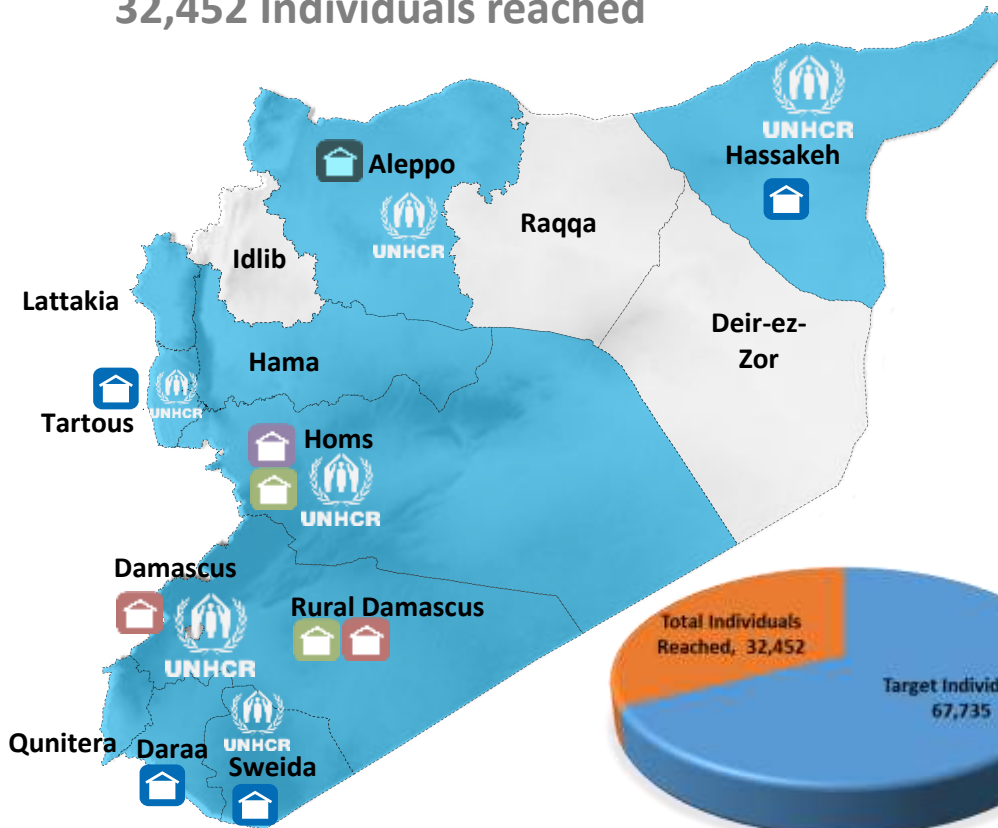 32,452 Individuals reached
UNHCR
Hassakeh
Aleppo
UNHCR
Raqqa
Idlib
Lattakia
Deir-ez-
Zor
Hama
Tartous
UNHCR
Homs
UNHCR
Damascus
UNHCR
Rural Damascus
Total Individuals
Reached, 32,452
Target
67,735
Qunitera
Daraa
UNHCR
Sweida